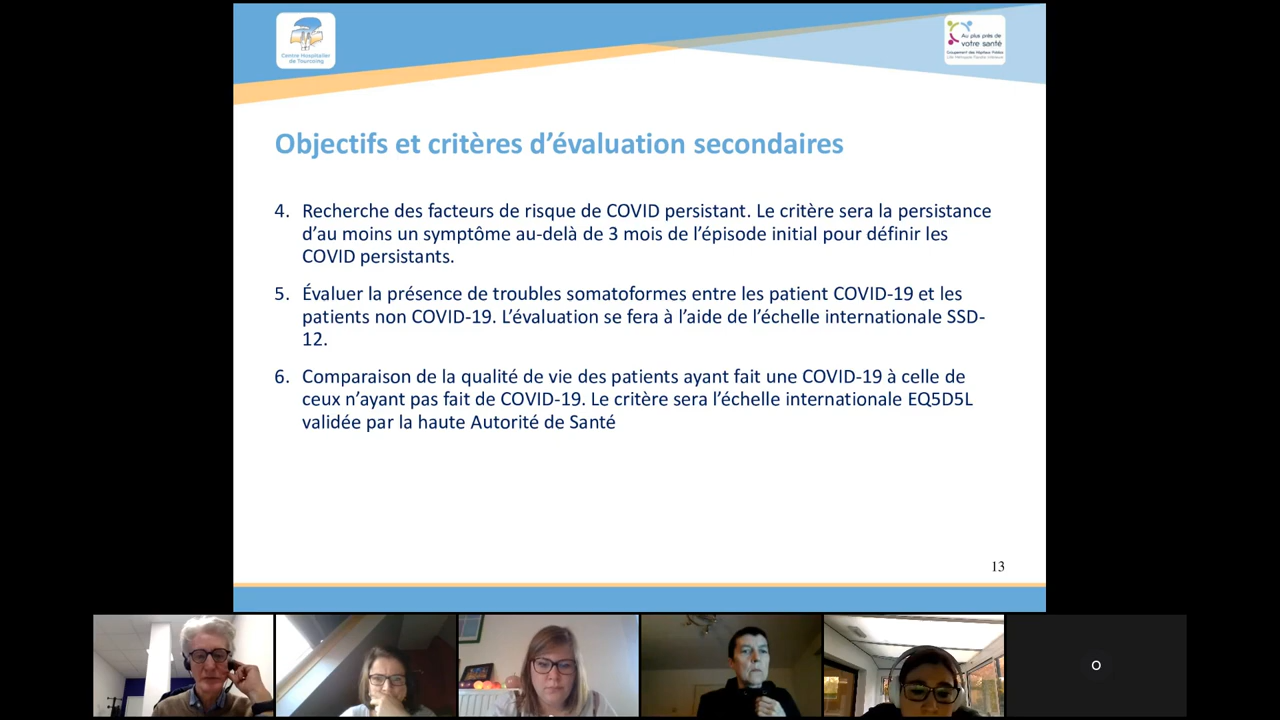 Centre Hospitalier
de Tourcoing
Au plus près de
votre santé
Objectifs et critères d’évaluation secondaires
4. Recherche des facteurs de risque de COVID persistant. Le critère sera la persistance
d’au moins un symptôme au-delà de 3 mois de l’épisode initial pour définir les
COVID persistants.
5. Évaluer la présence de troubles somatoformes entre les patient COVID-19 et les
patients non COVID-19. L’évaluation se fera à l’aide de l’échelle internationale SSD-
12.
6. Comparaison de la qualité de vie des patients ayant fait une COVID-19 à celle de
ceux n’ayant pas fait de COVID-19. Le critère sera l’échelle internationale EQ5D5L
validée par la haute Autorité de Santé
13
O